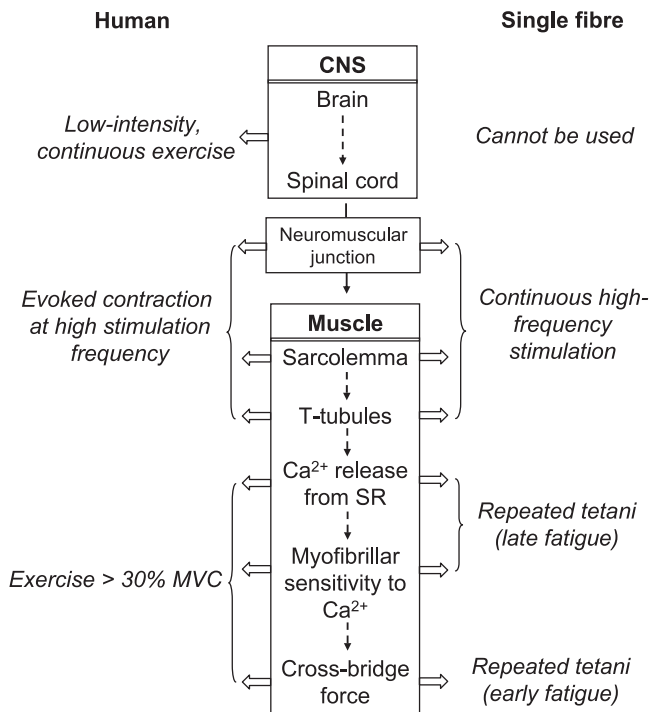 Human
Single fibre
CNS
Brain
Low-intensity,
continuous exercise
Cannot be used
Spinal cord
Neuromuscular
junction
Evoked contraction
at high stimulation
frequency
Continuous high-
frequency
stimulation
Muscle
Sarcolemma
T-tubules
Ca²⁺ release
from SR
Repeated tetani
(late fatigue)
Exercise > 30% MVC
Myofibrillar
sensitivity to
Ca²⁺
Cross-bridge
force
Repeated tetani
(early fatigue)